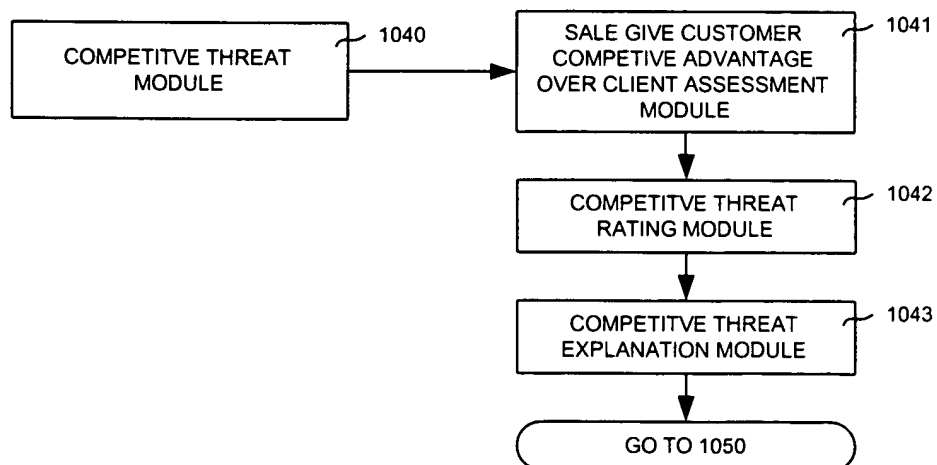 COMPETITVE THREAT
MODULE
1040
SALE GIVE CUSTOMER
COMPETIVE ADVANTAGE
OVER CLIENT ASSESSMENT
MODULE
1041
COMPETITVE THREAT
RATING MODULE
1042
COMPETITVE THREAT
EXPLANATION MODULE
1043
GO TO 1050